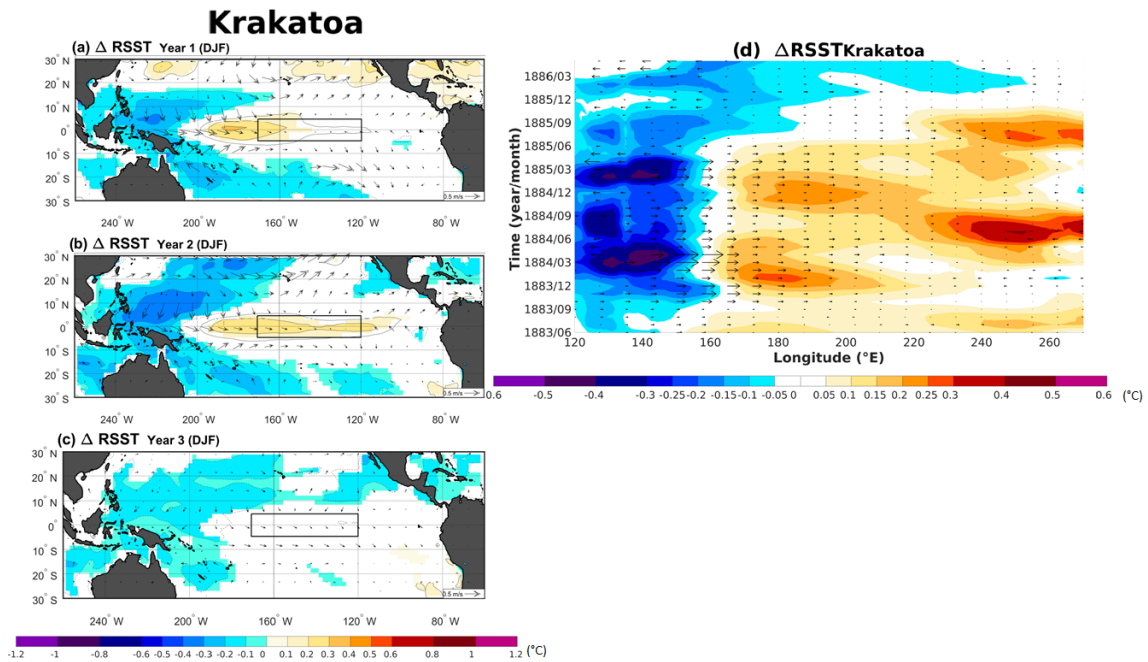 Krakatoa
(a) Δ RSST Year 1 (DJF)
30° N
20° N
10° N
0°
10° S
20° S
30° S
0.5 m/s
240° W 200° W 160° W 120° W 80° W
(b) Δ RSST Year 2 (DJF)
30° N
20° N
10° N
0°
10° S
20° S
30° S
0.5 m/s
240° W 200° W 160° W 120° W 80° W
(c) Δ RSST Year 3 (DJF)
30° N
20° N
10° N
0°
10° S
20° S
30° S
0.5 m/s
240° W 200° W 160° W 120° W 80° W
-1.2 -1 -0.8 -0.6 -0.5 -0.4 -0.3 -0.2 -0.1 0 0.1 0.2 0.3 0.4 0.5 0.6 0.8 1 1.2 (°C)
(d) ΔRSSTKrakatoa
Time (year/month)
1886/03
1885/12
1885/09
1885/06
1885/03
1884/12
1884/09
1884/06
1884/03
1883/12
1883/09
1883/06
120 140 160 180 200 220 240 260
Longitude (°E)
0.6 -0.5 -0.4 -0.3 -0.25 -0.2 -0.15 -0.1 -0.05 0 0.05 0.1 0.15 0.2 0.25 0.3 0.4 0.5 0.6 (°C)